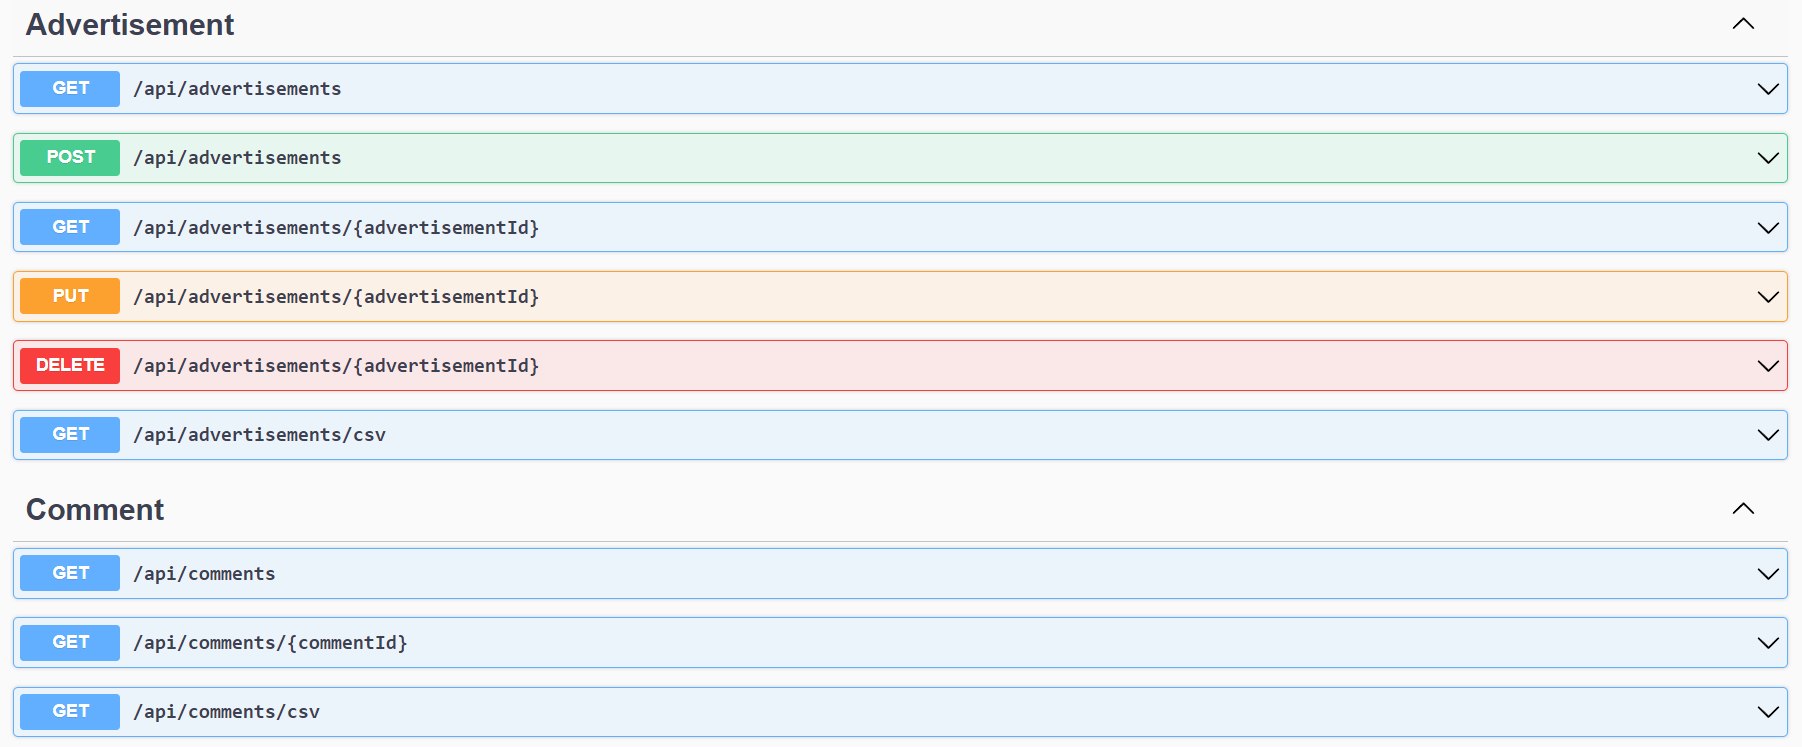 Advertisement
GET /api/advertisements
POST /api/advertisements
GET /api/advertisements/{advertisementId}
PUT /api/advertisements/{advertisementId}
DELETE /api/advertisements/{advertisementId}
GET /api/advertisements/csv
Comment
GET /api/comments
GET /api/comments/{commentId}
GET /api/comments/csv